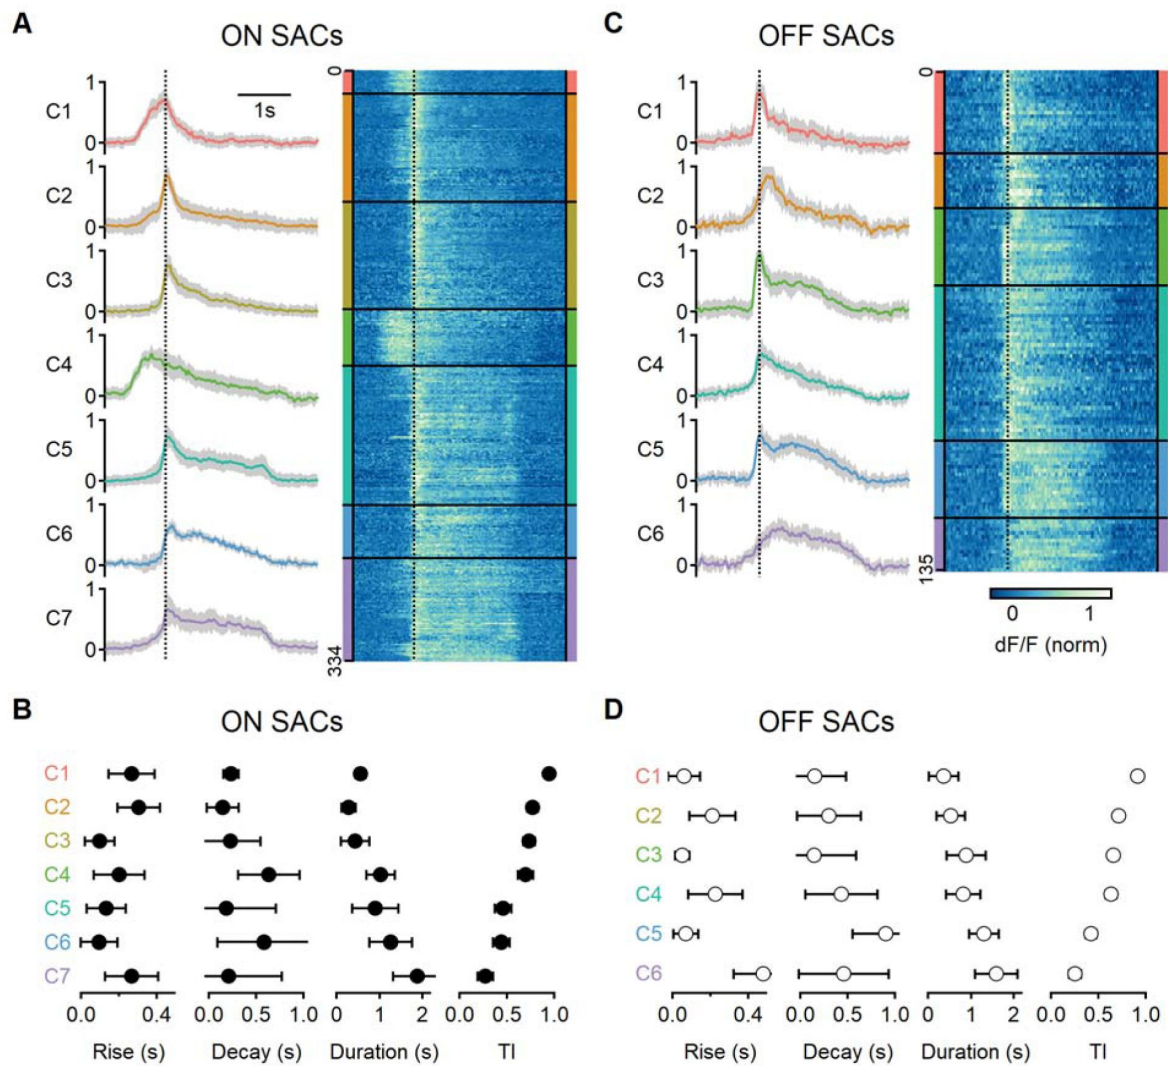 A
ON SACs
C1
1
0
1s
C2
1
0
C3
1
0
C4
1
0
C5
1
0
C6
1
0
C7
1
0
0
334
C
OFF SACs
C1
1
0
C2
1
0
C3
1
0
C4
1
0
C5
1
0
C6
1
0
0
135
0 1
dF/F (norm)
B
ON SACs
C1
C2
C3
C4
C5
C6
C7
0.0 0.4
Rise (s)
0.0 0.5 1.0
Decay (s)
0 1 2
Duration (s)
0.0 1.0
TI
D
OFF SACs
C1
C2
C3
C4
C5
C6
0.0 0.4
Rise (s)
0.0 0.5 1.0
Decay (s)
0 1 2
Duration (s)
0.0 1.0
TI